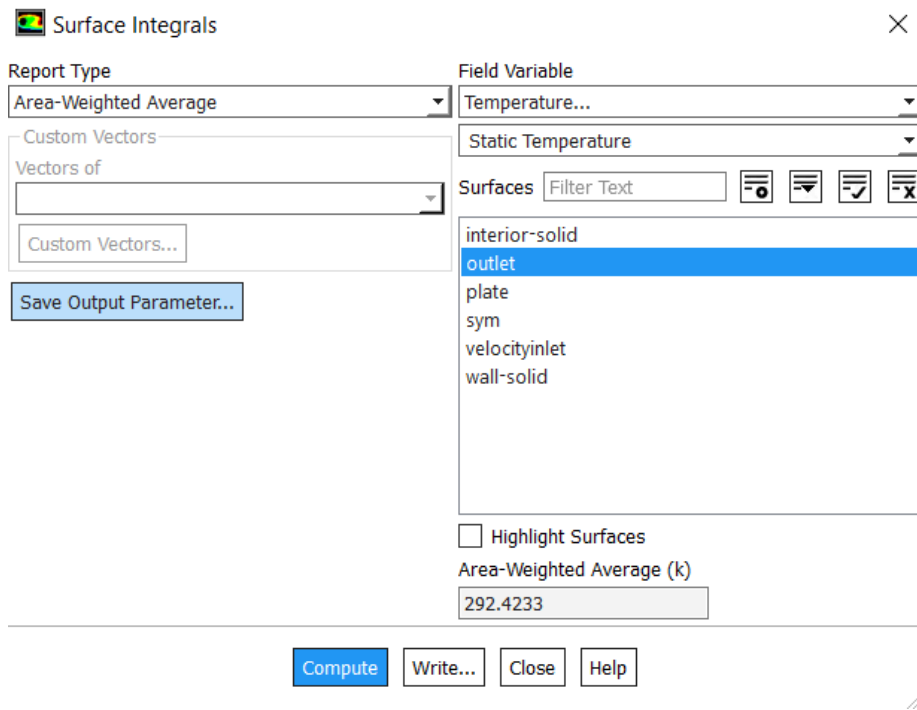 Surface Integrals
Report Type
Area-Weighted Average
Custom Vectors
Vectors of
Custom Vectors...
Save Output Parameter...
Field Variable
Temperature...
Static Temperature
Surfaces Filter Text
interior-solid
outlet
plate
sym
velocityinlet
wall-solid
Highlight Surfaces
Area-Weighted Average (k)
292.4233
Compute Write... Close Help